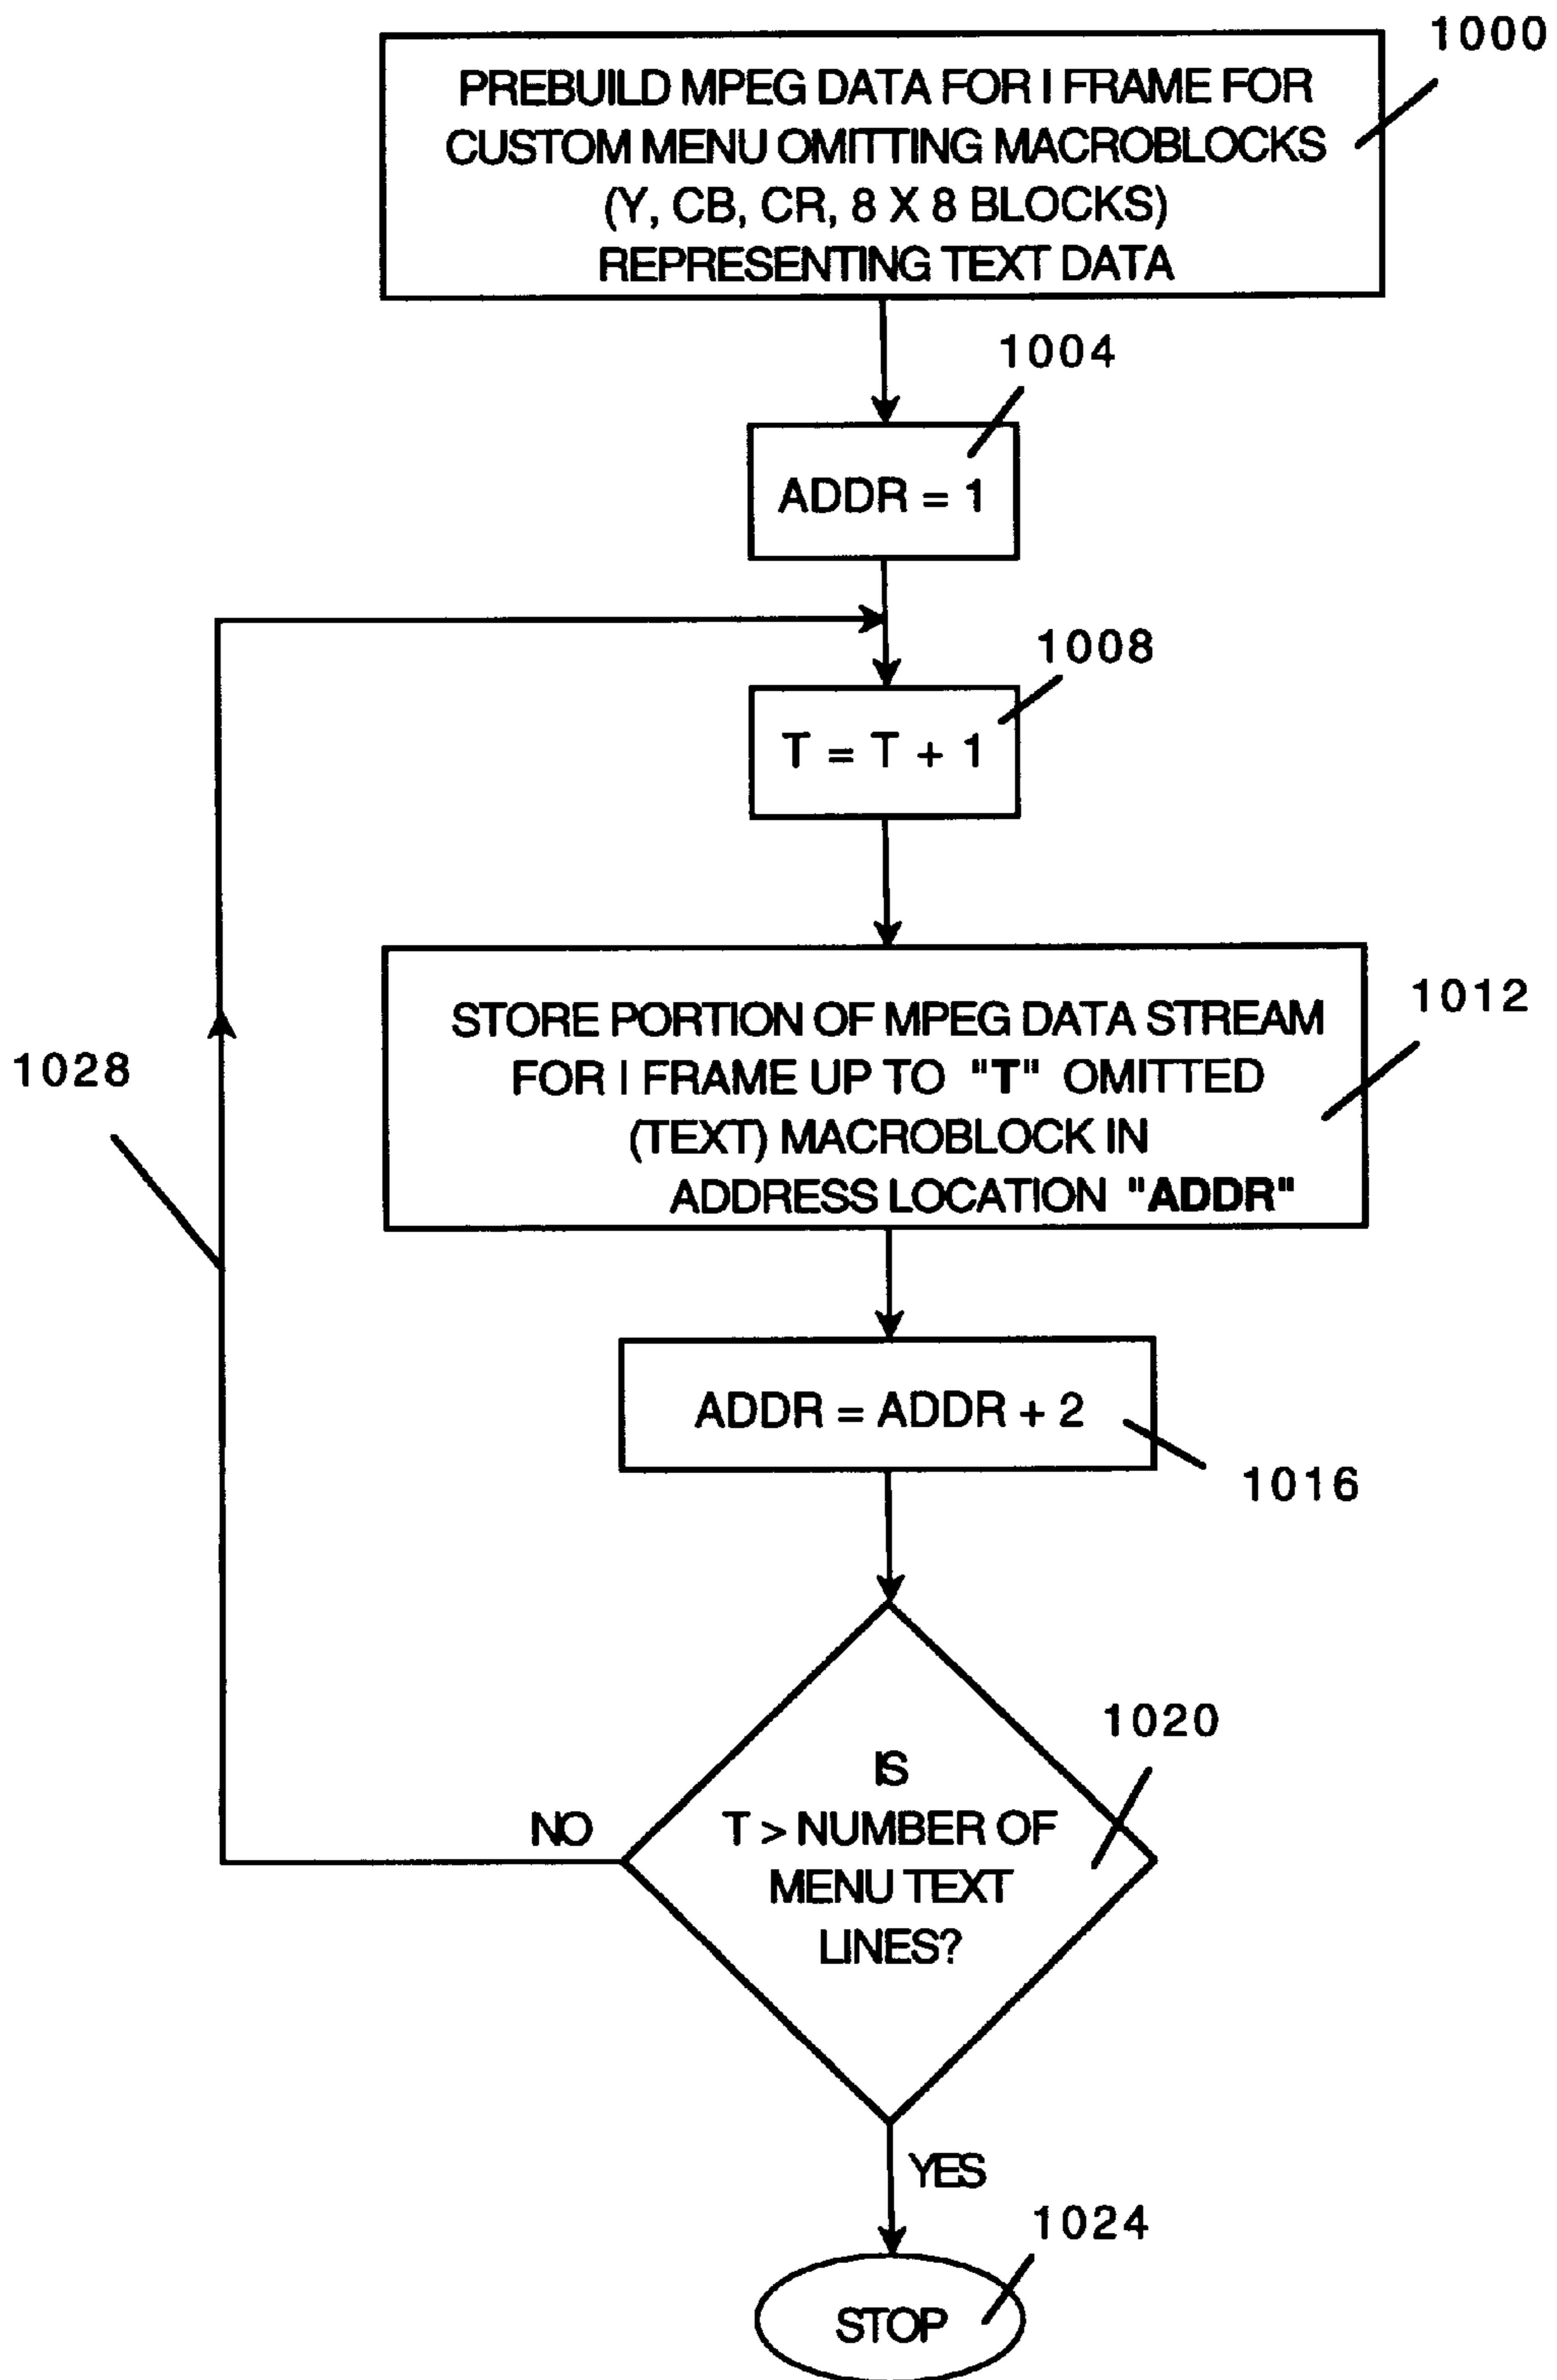 1000
PREBUILD MPEG DATA FOR I FRAME FOR
CUSTOM MENU OMITTING MACROBLOCKS
(Y, CB, CR, 8 X 8 BLOCKS)
REPRESENTING TEXT DATA
1004
ADDR = 1
1008
T = T + 1
1012
STORE PORTION OF MPEG DATA STREAM
FOR I FRAME UP TO "T" OMITTED
(TEXT) MACROBLOCK IN
ADDRESS LOCATION "ADDR"
1028
ADDR = ADDR + 2
1016
1020
IS
T > NUMBER OF
MENU TEXT
LINES?
NO
YES
1024
STOP